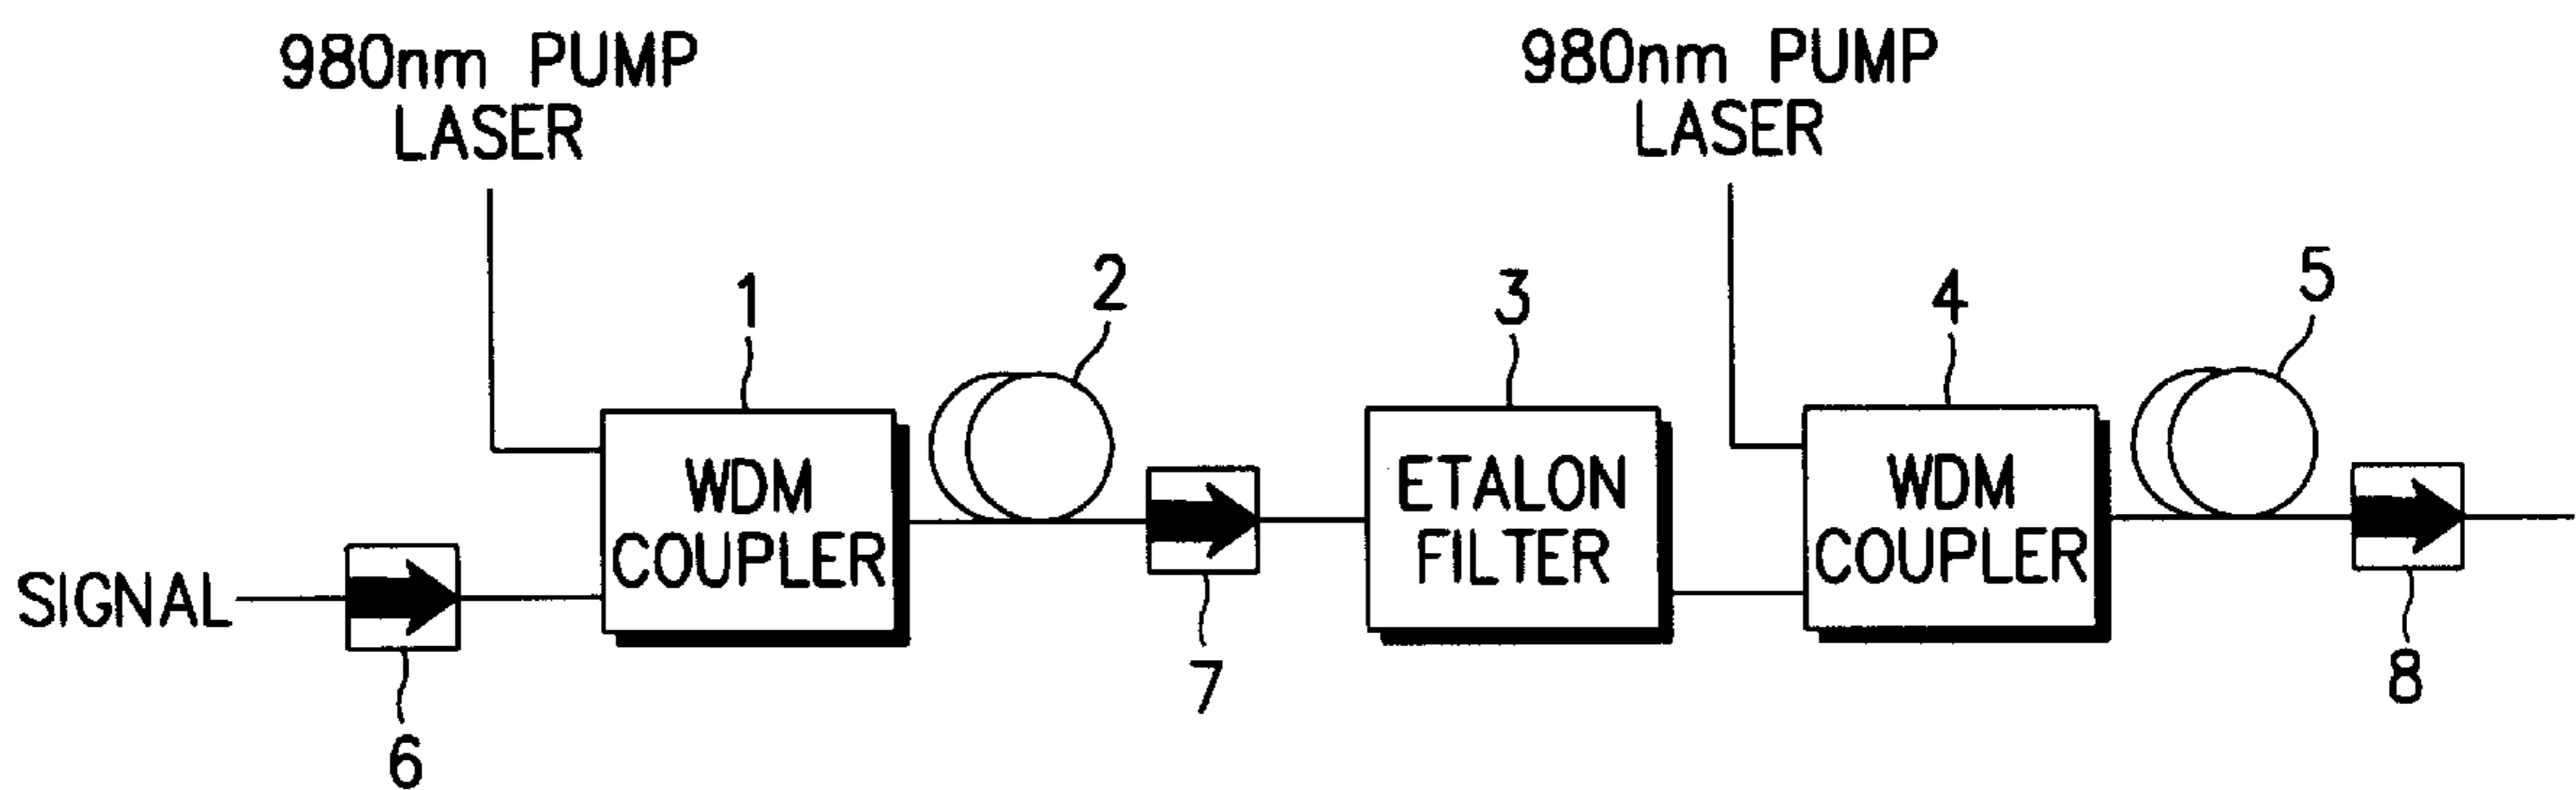 980nm PUMP
LASER
980nm PUMP
LASER
1
2
3
4
5
WDM
COUPLER
ETALON
FILTER
WDM
COUPLER
SIGNAL
6
7
8